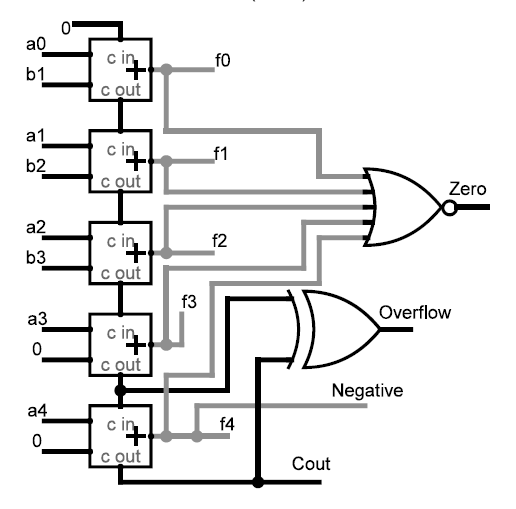 0
a0
c in
+
f0
b1
c out
a1
c in
+
f1
b2
c out
Zero
a2
c in
+
f2
b3
c out
f3
a3
c in
+
Overflow
0
c out
Negative
a4
c in
+
f4
0
c out
Cout